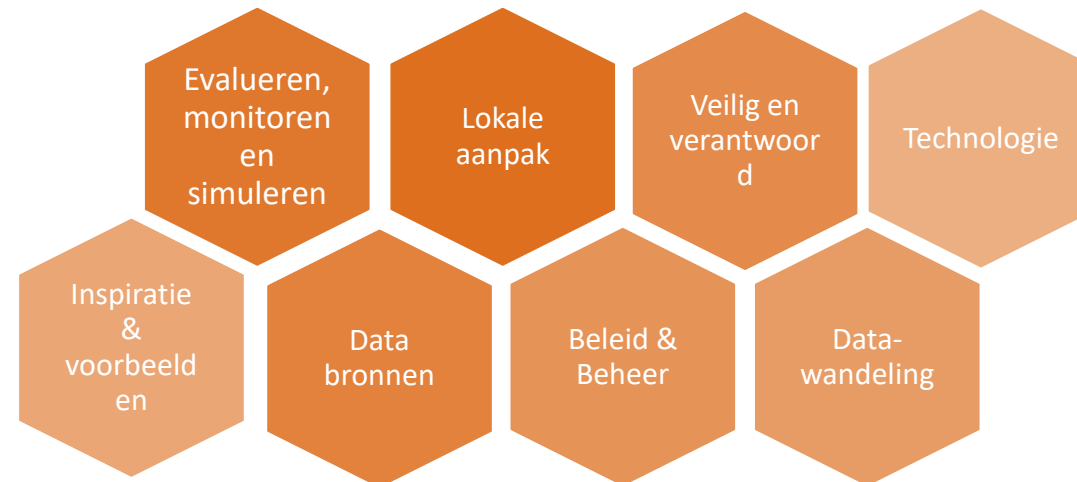 Evalueren,
monitoren
en
simuleren
Lokale
aanpak
Veilig en
verantwoor
d
Technologie
Inspiratie
&
voorbeeld
en
Data
bronnen
Beleid &
Beheer
Data-
wandeling